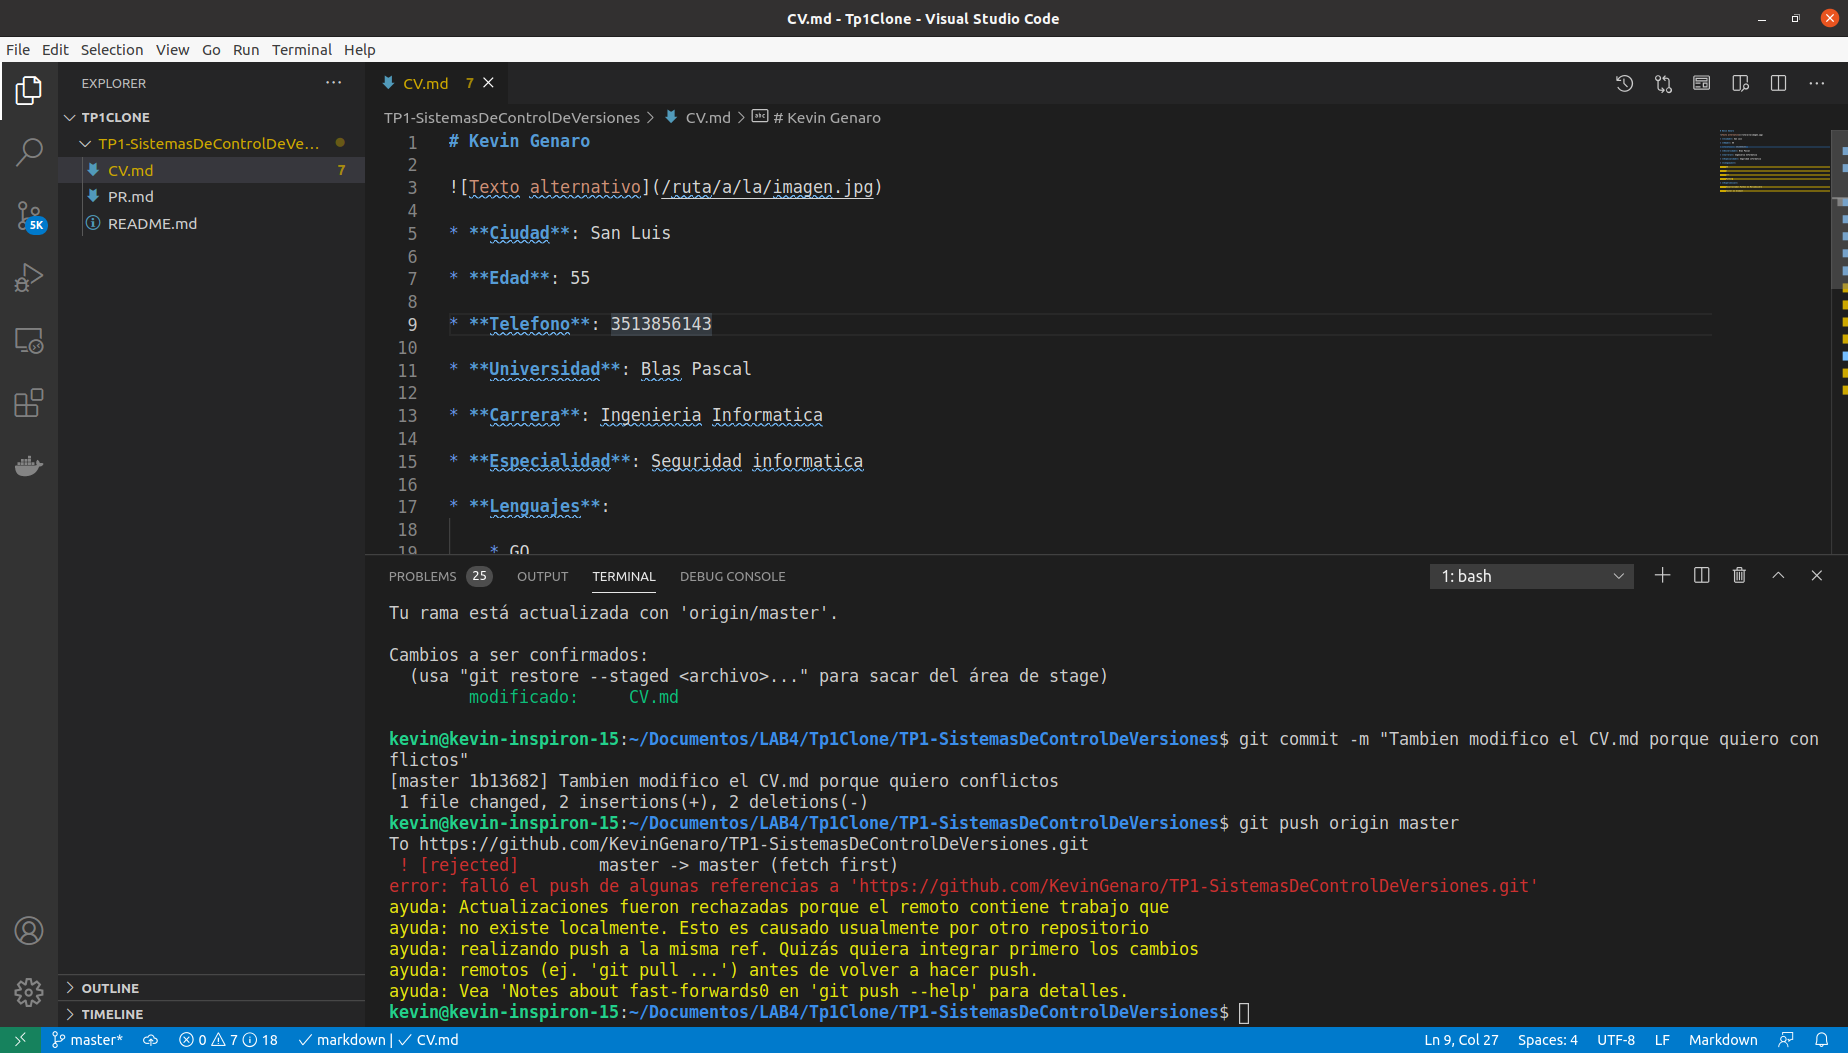 CV.md - Tp1Clone - Visual Studio Code
File Edit Selection View Go Run Terminal Help
EXPLORER
TP1CLONE
TP1-SistemasDeControlDeVe...
CV.md 7
PR.md
README.md
5K
OUTLINE
TIMELINE
CV.md 7
TP1-SistemasDeControlDeVersiones > CV.md > # Kevin Genaro
1 # Kevin Genaro
2
3 ![Texto alternativo](/ruta/a/la/imagen.jpg)
4
5 * **Ciudad**: San Luis
6
7 * **Edad**: 55
8
9 * **Telefono**: 3513856143
10
11 * **Universidad**: Blas Pascal
12
13 * **Carrera**: Ingenieria Informatica
14
15 * **Especialidad**: Seguridad informatica
16
17 * **Lenguajes**:
18
19 * GO
PROBLEMS 25 OUTPUT TERMINAL DEBUG CONSOLE 1: bash
Tu rama está actualizada con 'origin/master'.
Cambios a ser confirmados:
(usa "git restore --staged <archivo>..." para sacar del área de stage)
modificado: CV.md
kevin@kevin-inspiron-15:~/Documentos/LAB4/Tp1Clone/TP1-SistemasDeControlDeVersiones$ git commit -m "Tambien modifico el CV.md porque quiero con
flictos"
[master 1b13682] Tambien modifico el CV.md porque quiero conflictos
1 file changed, 2 insertions(+), 2 deletions(-)
kevin@kevin-inspiron-15:~/Documentos/LAB4/Tp1Clone/TP1-SistemasDeControlDeVersiones$ git push origin master
To https://github.com/KevinGenaro/TP1-SistemasDeControlDeVersiones.git
! [rejected] master -> master (fetch first)
error: falló el push de algunas referencias a 'https://github.com/KevinGenaro/TP1-SistemasDeControlDeVersiones.git'
ayuda: Actualizaciones fueron rechazadas porque el remoto contiene trabajo que
ayuda: no existe localmente. Esto es causado usualmente por otro repositorio
ayuda: realizando push a la misma ref. Quizás quiera integrar primero los cambios
ayuda: remotos (ej. 'git pull ...') antes de volver a hacer push.
ayuda: Vea 'Notes about fast-forwards0 en 'git push --help' para detalles.
kevin@kevin-inspiron-15:~/Documentos/LAB4/Tp1Clone/TP1-SistemasDeControlDeVersiones$
master* 0 7 18 markdown | CV.md Ln 9, Col 27 Spaces: 4 UTF-8 LF Markdown